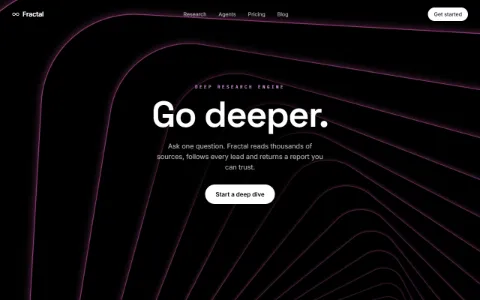 Fractal
Research
Agents
Pricing
Blog
Get started
DEEP RESEARCH ENGINE
Go deeper.
Ask one question. Fractal reads thousands of
sources, follows every lead and returns a report you
can trust.
Start a deep dive